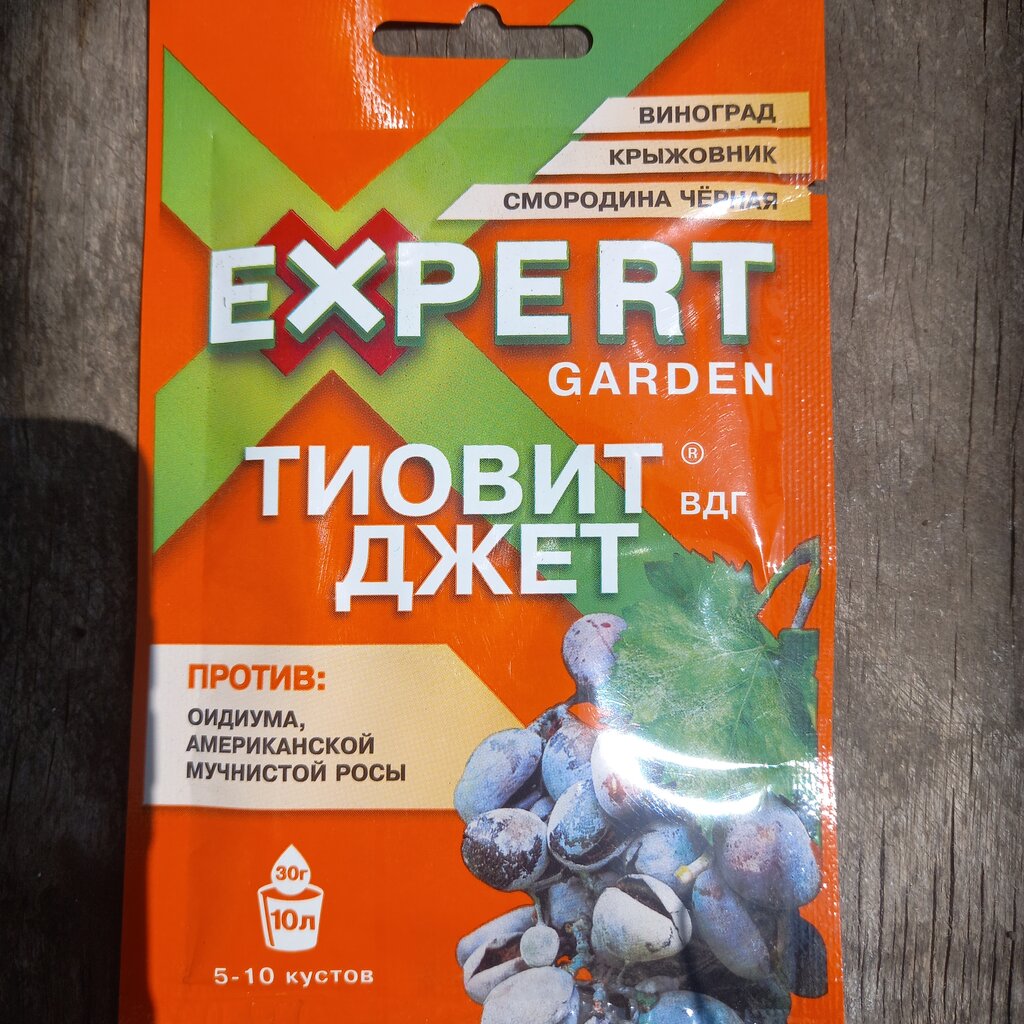 ВИНОГРАД
КРЫЖОВНИК
СМОРОДИНА ЧЁРНАЯ
EXPERT
GARDEN
ТИОВИТ ®
ДЖЕТ ВДГ
ПРОТИВ:
ОИДИУМА,
АМЕРИКАНСКОЙ
МУЧНИСТОЙ РОСЫ
30г
10л
5-10 кустов